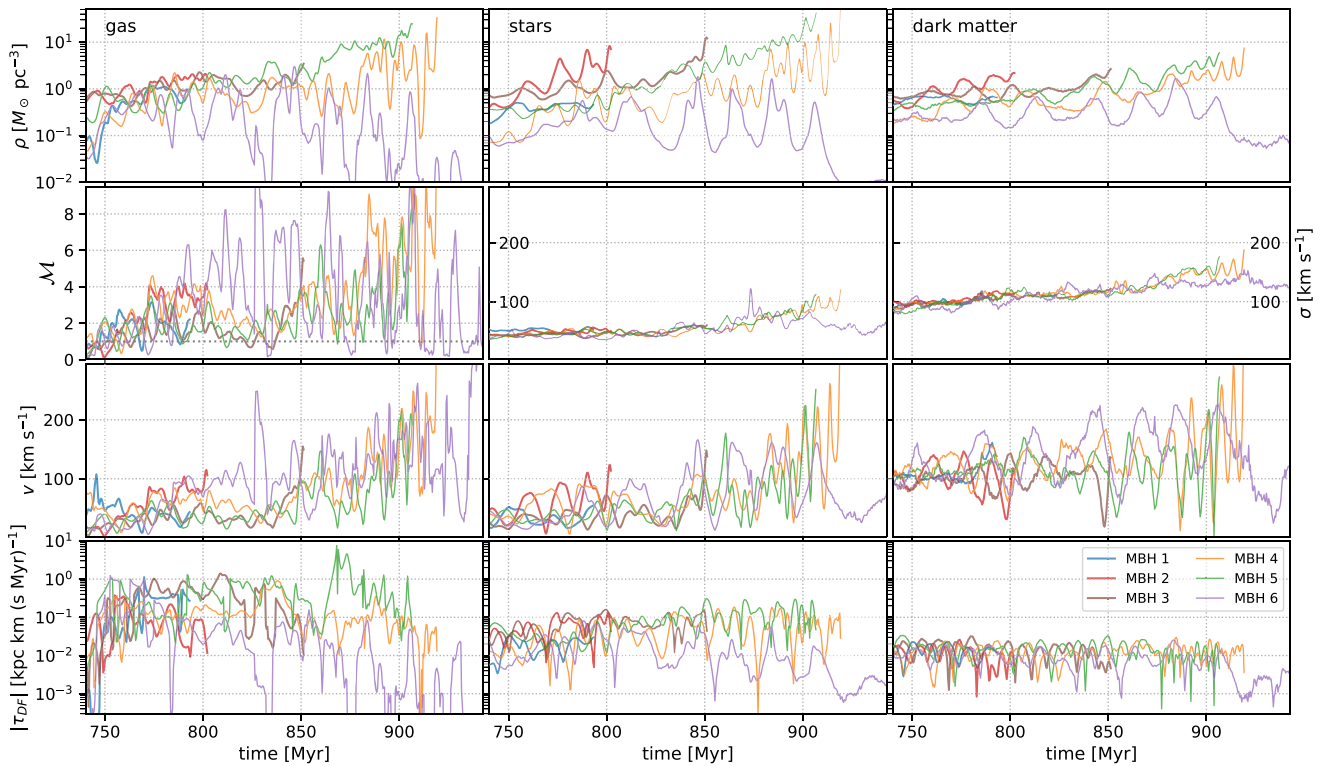 gas
stars
dark matter
ρ [M⊙ pc⁻³]
10¹
10⁰
10⁻¹
10⁻²
ℳ
8
6
4
2
0
200
100
200
100
σ [km s⁻¹]
v [km s⁻¹]
200
100
|τ_DF| [kpc km (s Myr)⁻¹]
10¹
10⁰
10⁻¹
10⁻²
10⁻³
MBH 1
MBH 2
MBH 3
MBH 4
MBH 5
MBH 6
750 800 850 900
750 800 850 900
750 800 850 900
time [Myr]
time [Myr]
time [Myr]